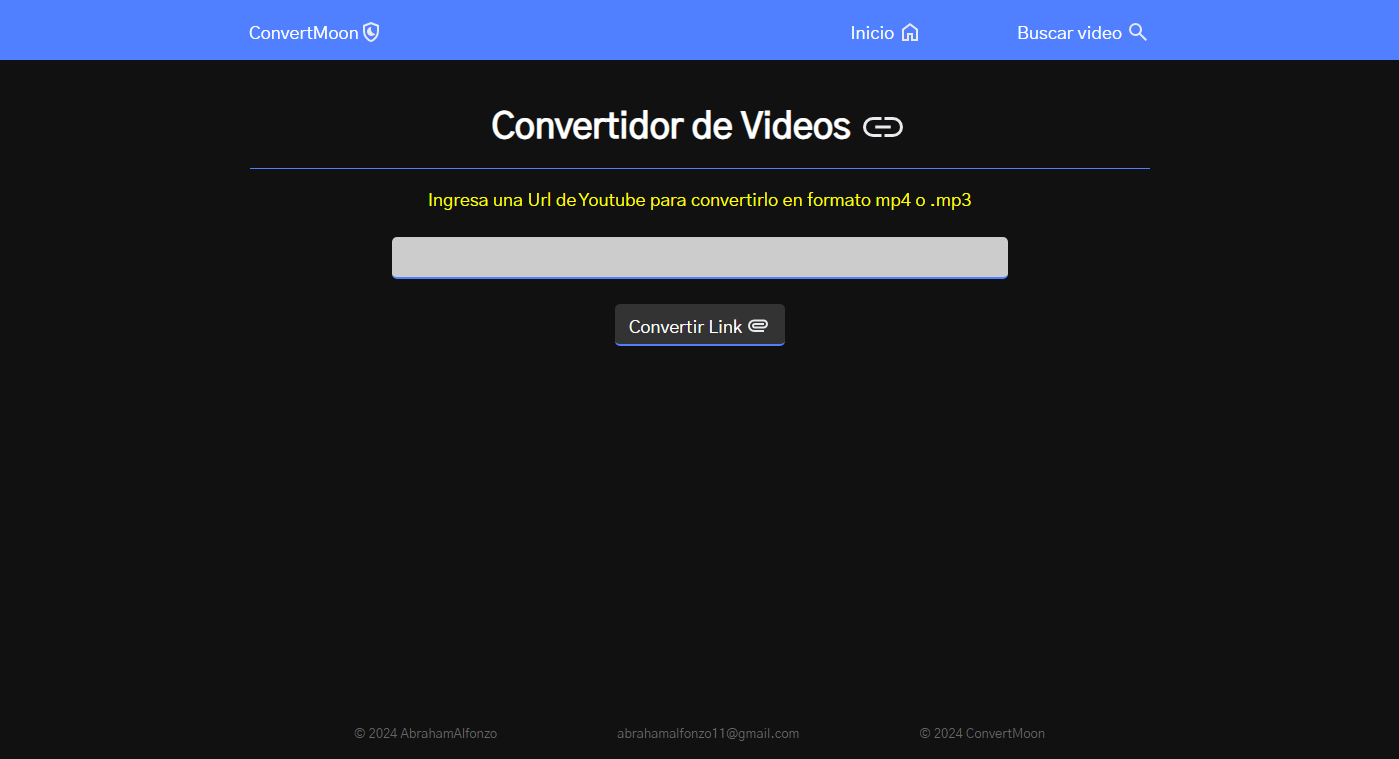 ConvertMoon
Inicio
Buscar video
Convertidor de Videos
Ingresa una Url de Youtube para convertirlo en formato mp4 o .mp3
Convertir Link
© 2024 AbrahamAlfonzo
abrahamalfonzo11@gmail.com
© 2024 ConvertMoon